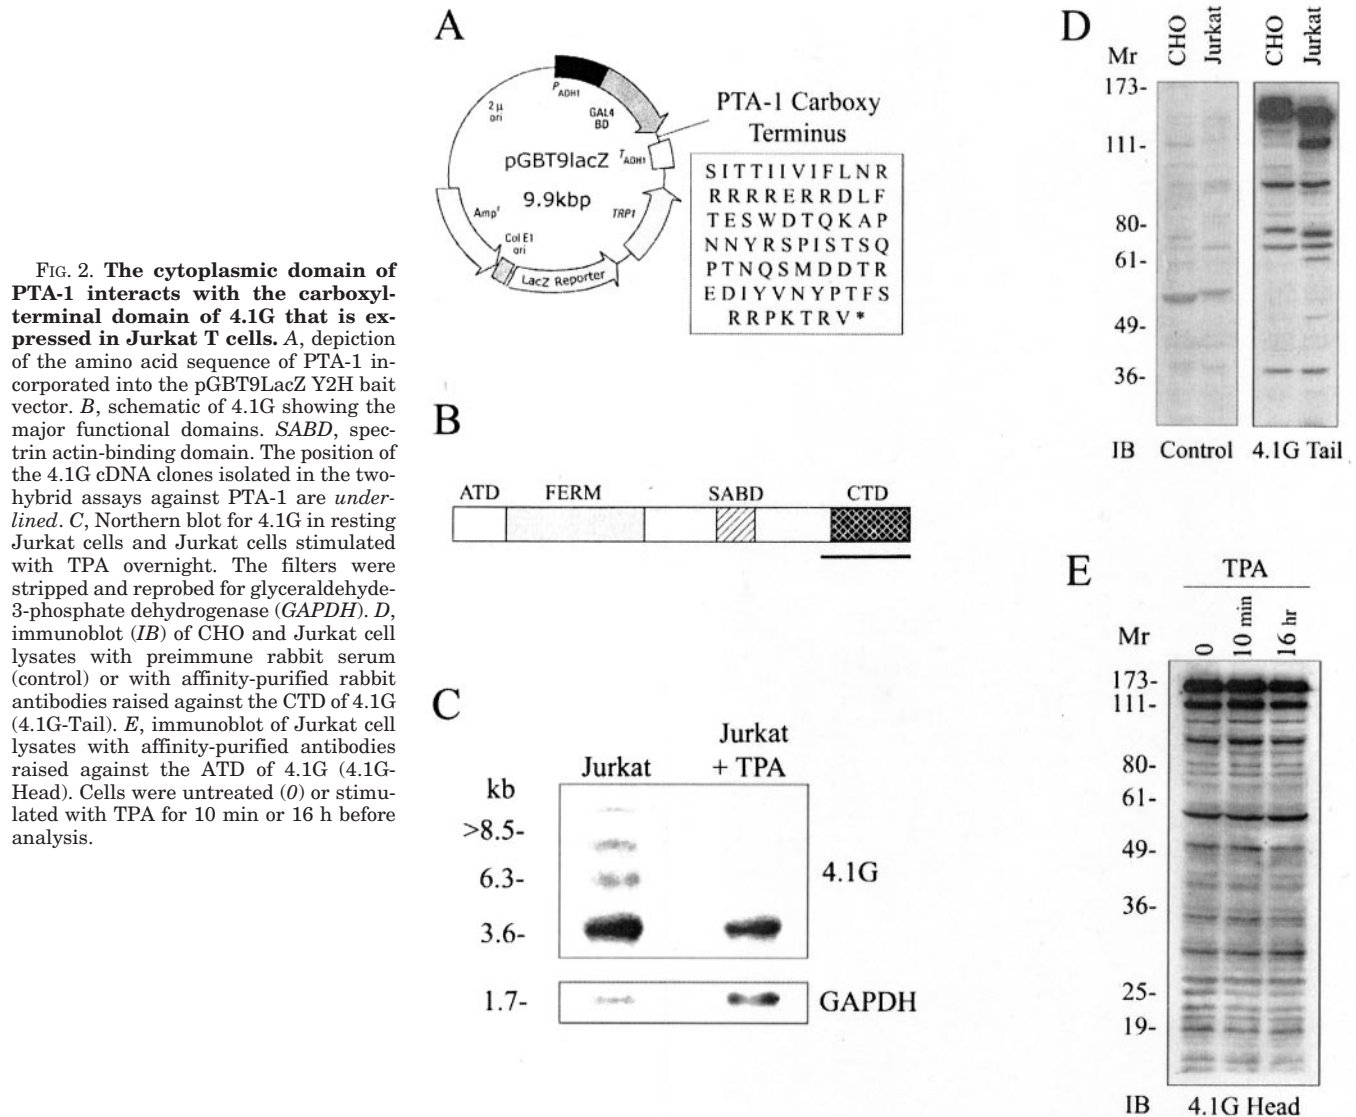 FIG. 2. The cytoplasmic domain of
PTA-1 interacts with the carboxyl-
terminal domain of 4.1G that is ex-
pressed in Jurkat T cells. A, depiction
of the amino acid sequence of PTA-1 in-
corporated into the pGBT9LacZ Y2H bait
vector. B, schematic of 4.1G showing the
major functional domains. SABD, spec-
trin actin-binding domain. The position of
the 4.1G cDNA clones isolated in the two-
hybrid assays against PTA-1 are under-
lined. C, Northern blot for 4.1G in resting
Jurkat cells and Jurkat cells stimulated
with TPA overnight. The filters were
stripped and reprobed for glyceraldehyde-
3-phosphate dehydrogenase (GAPDH). D,
immunoblot (IB) of CHO and Jurkat cell
lysates with preimmune rabbit serum
(control) or with affinity-purified rabbit
antibodies raised against the CTD of 4.1G
(4.1G-Tail). E, immunoblot of Jurkat cell
lysates with affinity-purified antibodies
raised against the ATD of 4.1G (4.1G-
Head). Cells were untreated (0) or stimu-
lated with TPA for 10 min or 16 h before
analysis.
A
P ADH1
GAL4
BD
T ADH1
TRP1
LacZ Reporter
Col E1
ori
Ampr
2 µ
ori
pGBT9lacZ
9.9kbp
PTA-1 Carboxy
Terminus
S I T T I I V I F L N R
R R R R E R R D L F
T E S W D T Q K A P
N N Y R S P I S T S Q
P T N Q S M D D T R
E D I Y V N Y P T F S
R R P K T R V *
B
ATD FERM SABD CTD
C
Jurkat
Jurkat
+ TPA
kb
>8.5-
6.3-
3.6-
4.1G
1.7-
GAPDH
D
Mr
CHO
Jurkat
CHO
Jurkat
173-
111-
80-
61-
49-
36-
IB Control 4.1G Tail
E
TPA
Mr
0
10 min
16 hr
173-
111-
80-
61-
49-
36-
25-
19-
IB 4.1G Head